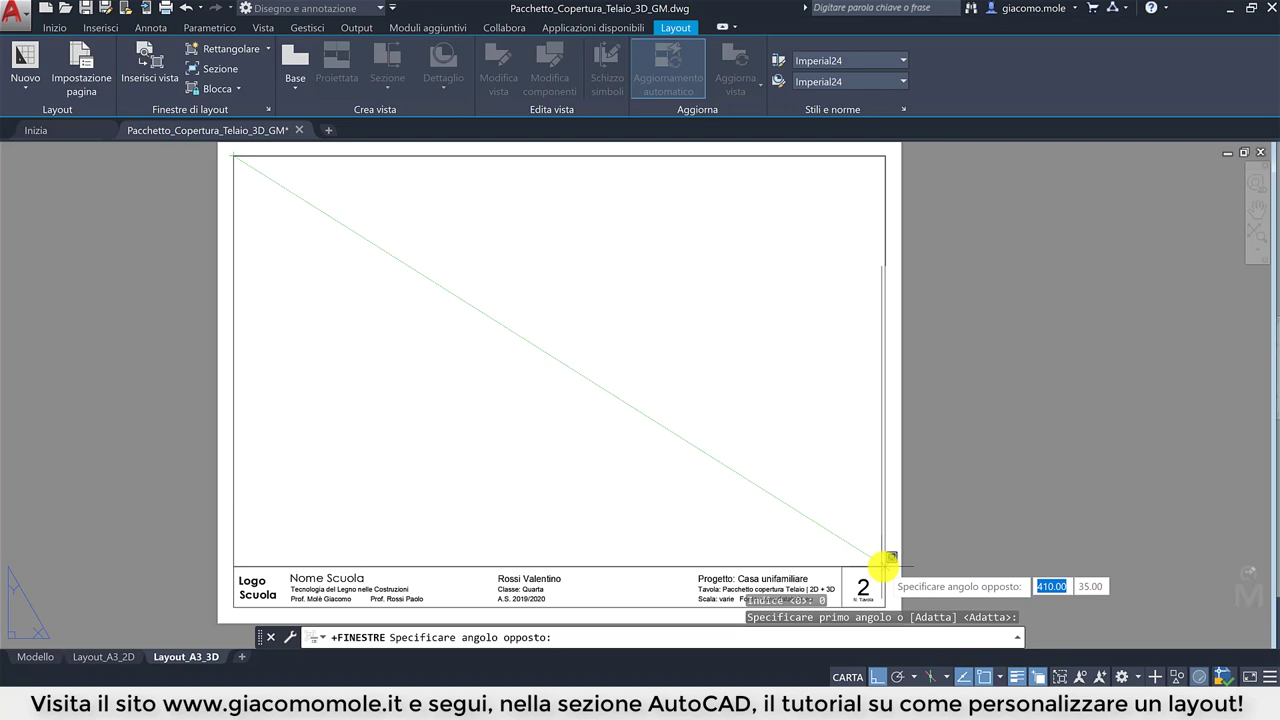 Disegno e annotazione
Pacchetto_Copertura_Telaio_3D_GM.dwg
Digitare parola chiave o frase
giacomo.mole
Inizio Inserisci Annota Parametrico Vista Gestisci Output Moduli aggiuntivi Collabora Applicazioni disponibili Layout
Nuovo
Impostazione pagina
Layout
Inserisci vista
Rettangolare
Sezione
Blocca
Finestre di layout
Base
Proiettata
Sezione
Dettaglio
Crea vista
Modifica vista
Modifica componenti
Schizzo simboli
Edita vista
Aggiornamento automatico
Aggiorna vista
Aggiorna
Imperial24
Imperial24
Stili e norme
Inizia
Pacchetto_Copertura_Telaio_3D_GM*
Logo
Scuola
Nome Scuola
Tecnologia del Legno nelle Costruzioni
Prof. Molè Giacomo Prof. Rossi Paolo
Rossi Valentino
Classe: Quarta
A.S. 2019/2020
Progetto: Casa unifamiliare
Tavola: Pacchetto copertura Telaio | 2D + 3D
Scala: varie
2
N. Tavola
Specificare angolo opposto: 410.00 35.00
Indice <0>: 0
Specificare primo angolo o [Adatta] <Adatta>:
+FINESTRE Specificare angolo opposto:
Modello Layout_A3_2D Layout_A3_3D
CARTA
Visita il sito www.giacomomole.it e segui, nella sezione AutoCAD, il tutorial su come personalizzare un layout!